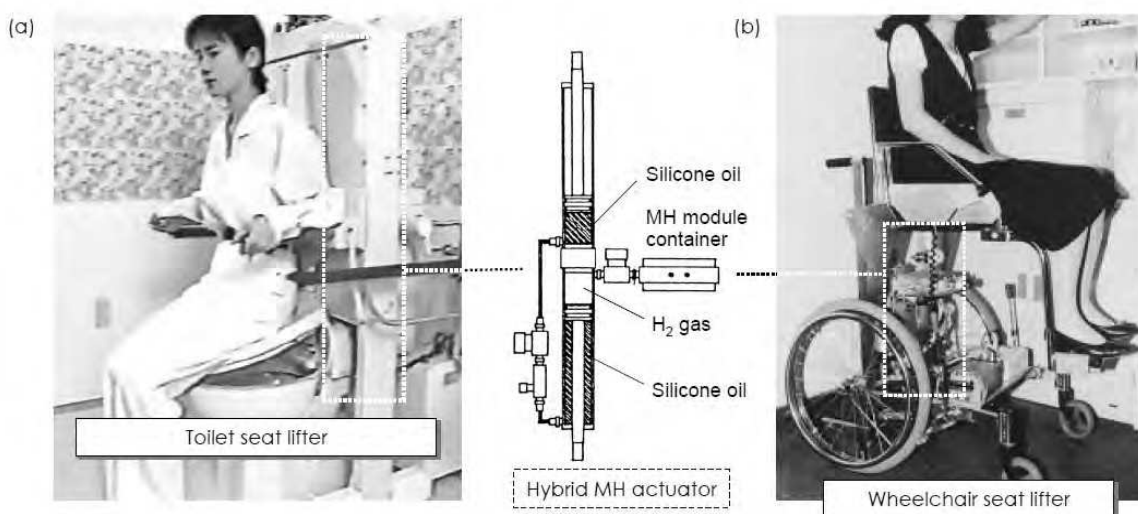 (a)
(b)
Silicone oil
MH module
container
H₂ gas
Silicone oil
Toilet seat lifter
Hybrid MH actuator
Wheelchair seat lifter